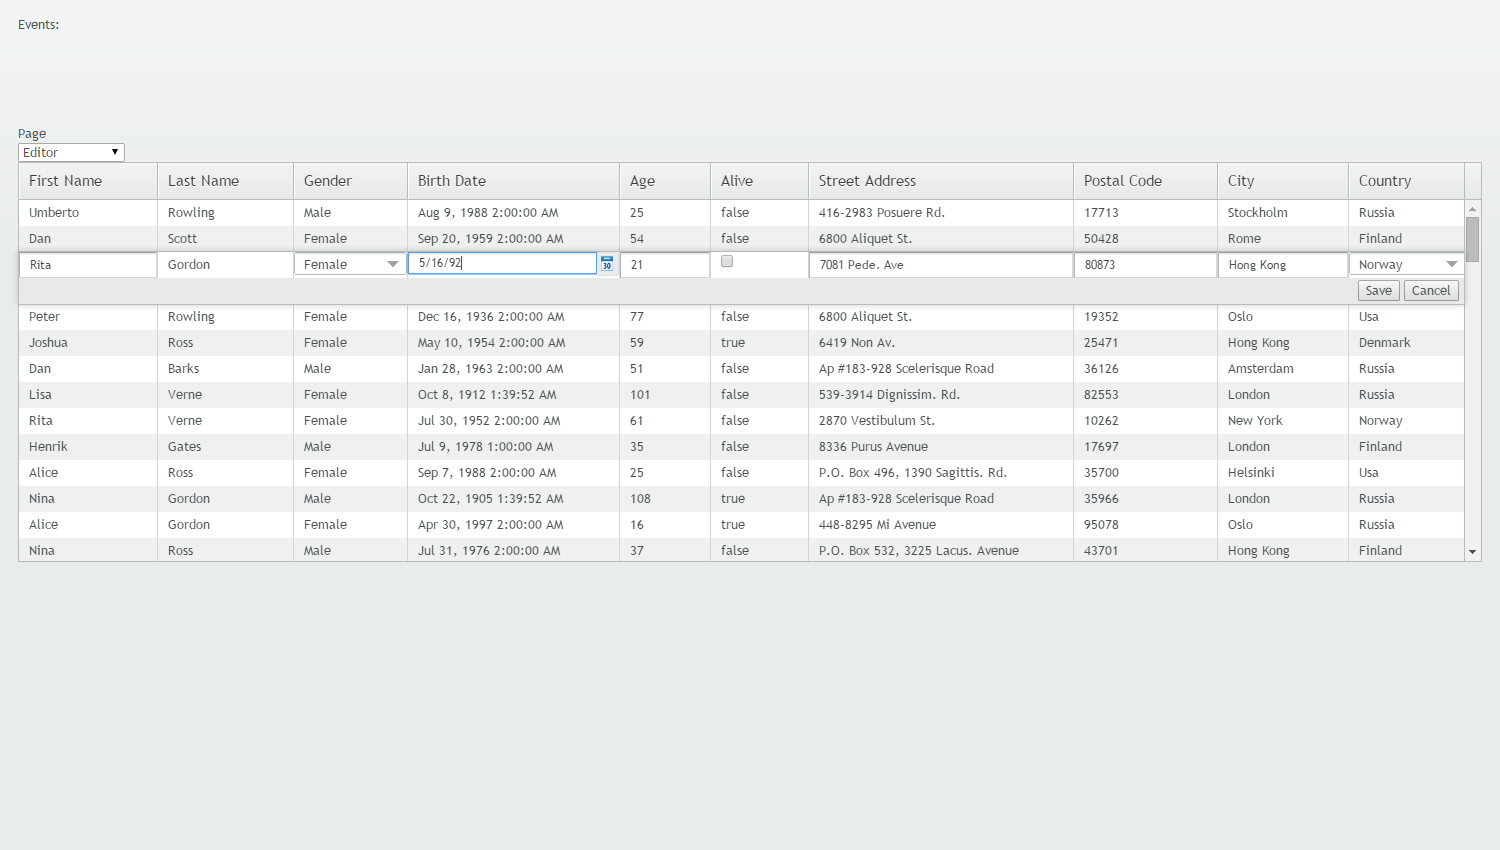 Events:
Page
Editor
First Name Last Name Gender Birth Date Age Alive Street Address Postal Code City Country
Umberto Rowling Male Aug 9, 1988 2:00:00 AM 25 false 416-2983 Posuere Rd. 17713 Stockholm Russia
Dan Scott Female Sep 20, 1959 2:00:00 AM 54 false 6800 Aliquet St. 50428 Rome Finland
Rita Gordon Female 5/16/92 30 21 7081 Pede. Ave 80873 Hong Kong Norway
Save Cancel
Peter Rowling Female Dec 16, 1936 2:00:00 AM 77 false 6800 Aliquet St. 19352 Oslo Usa
Joshua Ross Female May 10, 1954 2:00:00 AM 59 true 6419 Non Av. 25471 Hong Kong Denmark
Dan Barks Male Jan 28, 1963 2:00:00 AM 51 false Ap #183-928 Scelerisque Road 36126 Amsterdam Russia
Lisa Verne Female Oct 8, 1912 1:39:52 AM 101 false 539-3914 Dignissim. Rd. 82553 London Russia
Rita Verne Female Jul 30, 1952 2:00:00 AM 61 false 2870 Vestibulum St. 10262 New York Norway
Henrik Gates Male Jul 9, 1978 1:00:00 AM 35 false 8336 Purus Avenue 17697 London Finland
Alice Ross Female Sep 7, 1988 2:00:00 AM 25 false P.O. Box 496, 1390 Sagittis. Rd. 35700 Helsinki Usa
Nina Gordon Male Oct 22, 1905 1:39:52 AM 108 true Ap #183-928 Scelerisque Road 35966 London Russia
Alice Gordon Female Apr 30, 1997 2:00:00 AM 16 true 448-8295 Mi Avenue 95078 Oslo Russia
Nina Ross Male Jul 31, 1976 2:00:00 AM 37 false P.O. Box 532, 3225 Lacus. Avenue 43701 Hong Kong Finland